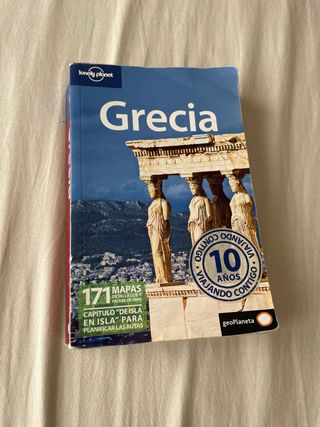 lonely planet
Grecia
10
AÑOS
VIAJANDO CONTIGO
VIAJANDO CONTIGO
171 MAPAS
DETALLADOS Y
FÁCILES DE USAR
CAPÍTULO "DE ISLA
EN ISLA" PARA
PLANIFICAR LAS RUTAS
geoPlaneta